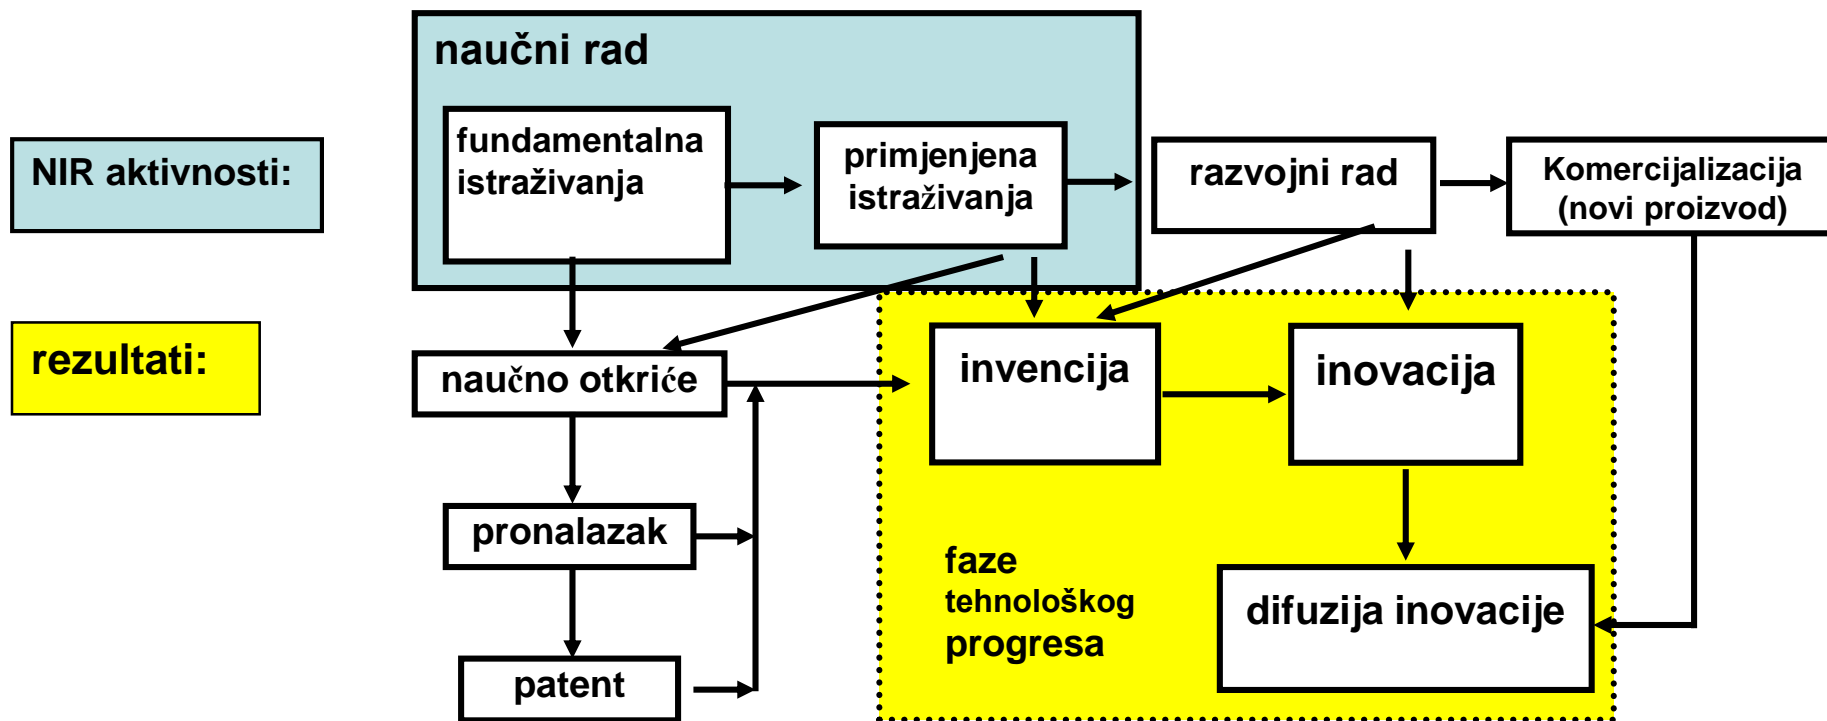 naučni rad
NIR aktivnosti:
fundamentalna
istraživanja
primjenjena
istraživanja
razvojni rad
Komercijalizacija
(novi proizvod)
rezultati:
naučno otkriće
invencija
inovacija
pronalazak
faze
tehnološkog
progresa
difuzija inovacije
patent